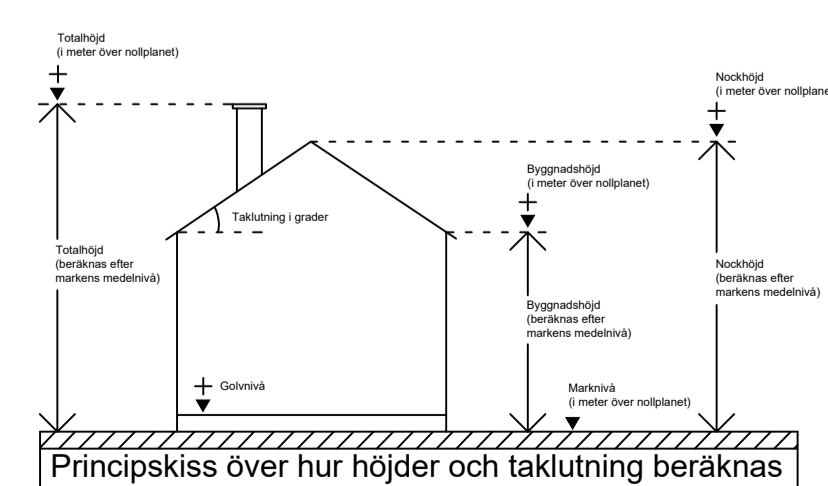 Totalhöjd
(i meter över nollplanet)
Nockhöjd
(i meter över nollplane
Byggnadshöjd
(i meter över nollplanet)
Taklutning i grader
Totalhöjd
(beräknas efter
markens medelnivå)
Nockhöjd
(beräknas efter
markens medelnivå)
Byggnadshöjd
(beräknas efter
markens medelnivå)
Golvnivå
Marknivå
(i meter över nollplanet)
Principskiss över hur höjder och taklutning beräknas